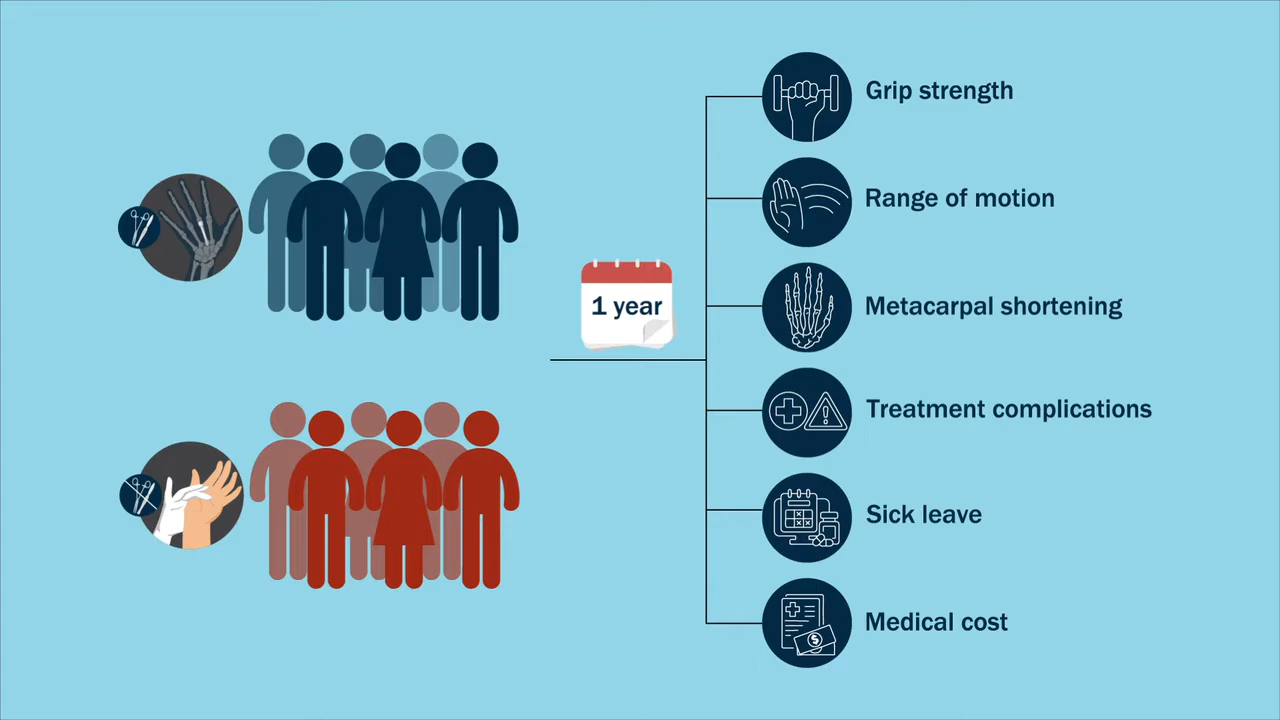 Grip strength
Range of motion
1 year
Metacarpal shortening
Treatment complications
Sick leave
Medical cost